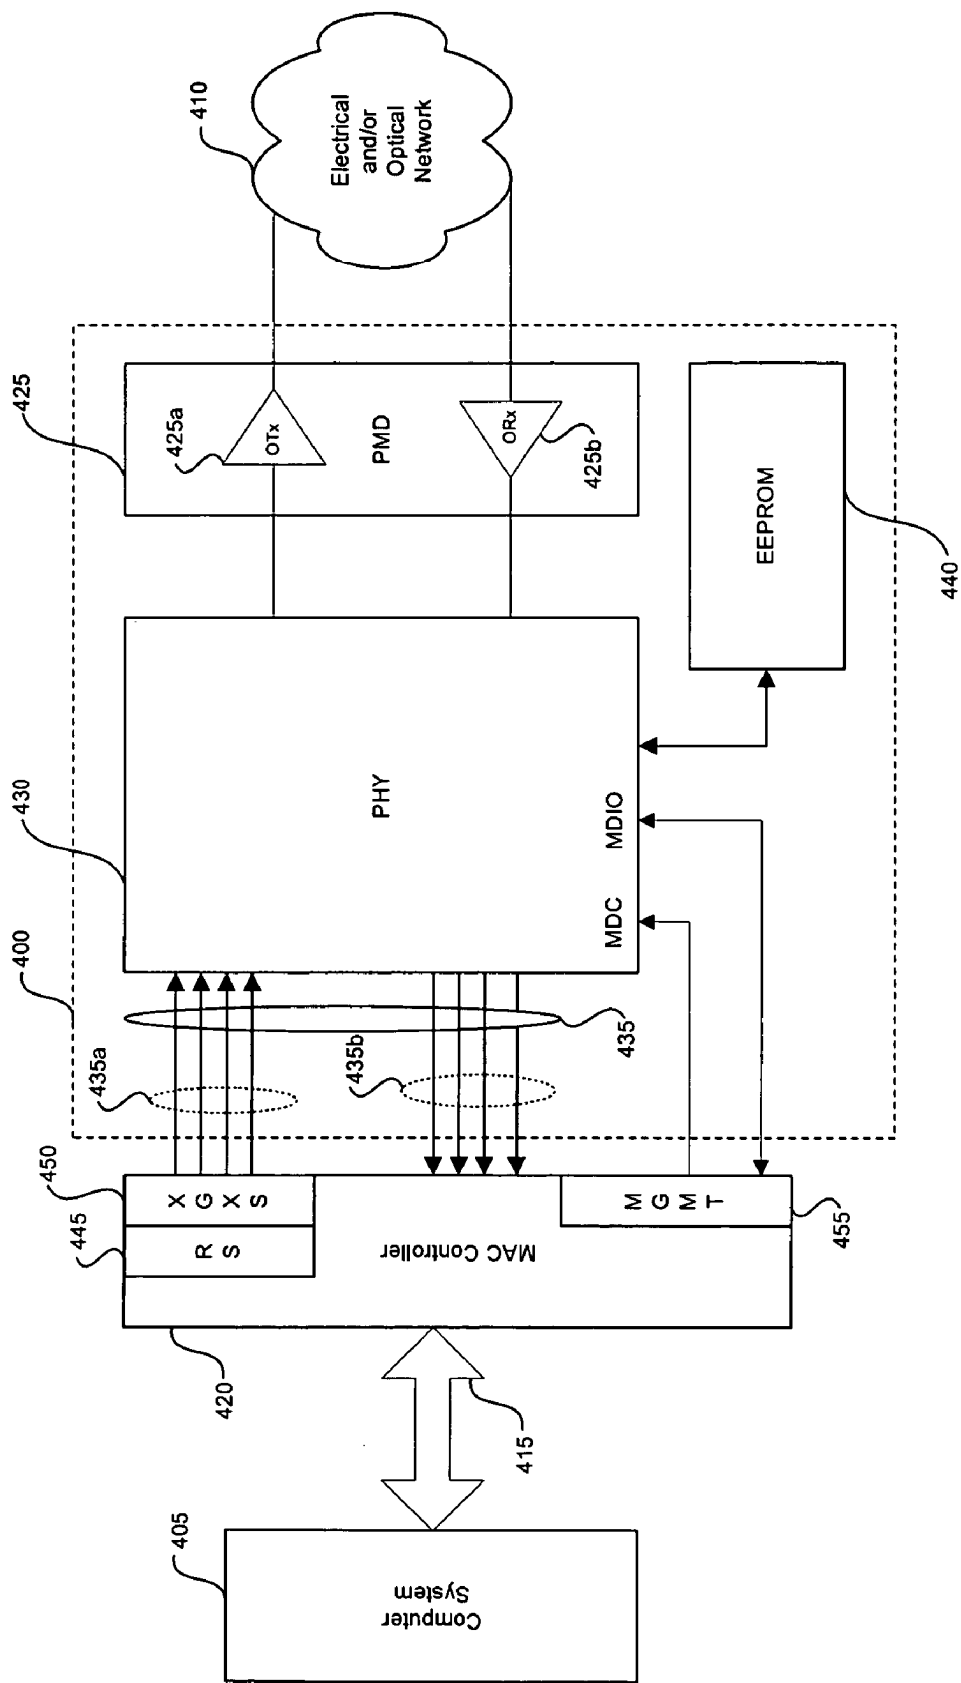 410
Electrical
and/or
Optical
Network
425
425a
OTx
PMD
ORx
425b
EEPROM
440
430
PHY
MDIO
MDC
400
435
435a
435b
450
X
G
X
S
445
R
S
MAC Controller
M
G
M
T
455
420
415
405
Computer
System